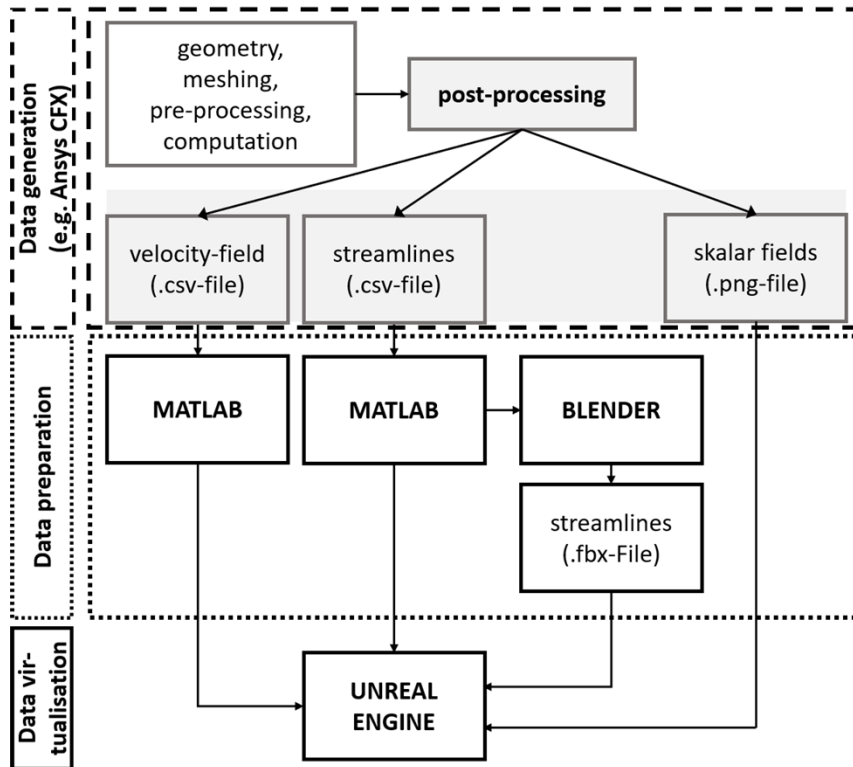 Data generation
(e.g. Ansys CFX)
geometry,
meshing,
pre-processing,
computation
post-processing
velocity-field
(.csv-file)
streamlines
(.csv-file)
skalar fields
(.png-file)
Data preparation
MATLAB
MATLAB
BLENDER
streamlines
(.fbx-File)
Data vir-
tualisation
UNREAL
ENGINE